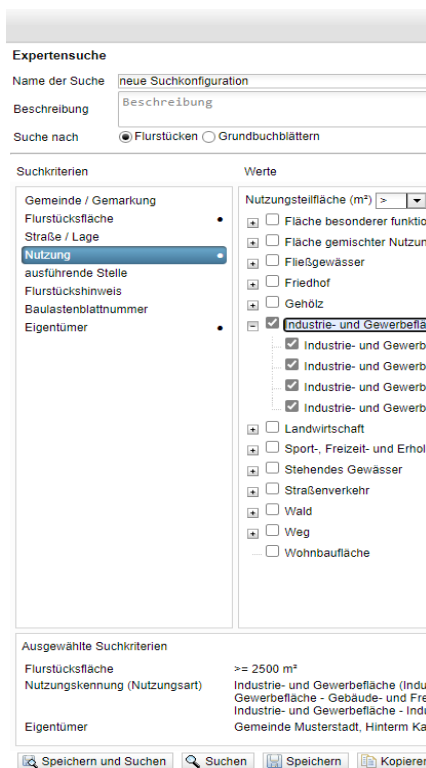 Expertensuche
Name der Suche neue Suchkonfiguration
Beschreibung Beschreibung
Suche nach Flurstücken Grundbuchblättern
Suchkriterien Werte
Gemeinde / Gemarkung
Flurstücksfläche
Straße / Lage
Nutzung
ausführende Stelle
Flurstückshinweis
Baulastenblattnummer
Eigentümer
Nutzungsteilfläche (m²) >
Fläche besonderer funktio
Fläche gemischter Nutzun
Fließgewässer
Friedhof
Gehölz
Industrie- und Gewerbeflä
Industrie- und Gewerb
Industrie- und Gewerb
Industrie- und Gewerb
Industrie- und Gewerb
Landwirtschaft
Sport-, Freizeit- und Erhol
Stehendes Gewässer
Straßenverkehr
Wald
Weg
Wohnbaufläche
Ausgewählte Suchkriterien
Flurstücksfläche >= 2500 m²
Nutzungskennung (Nutzungsart) Industrie- und Gewerbefläche (Indu
Gewerbefläche - Gebäude- und Fre
Industrie- und Gewerbefläche - Indu
Eigentümer Gemeinde Musterstadt, Hinterm Ka
Speichern und Suchen Suchen Speichern Kopieren